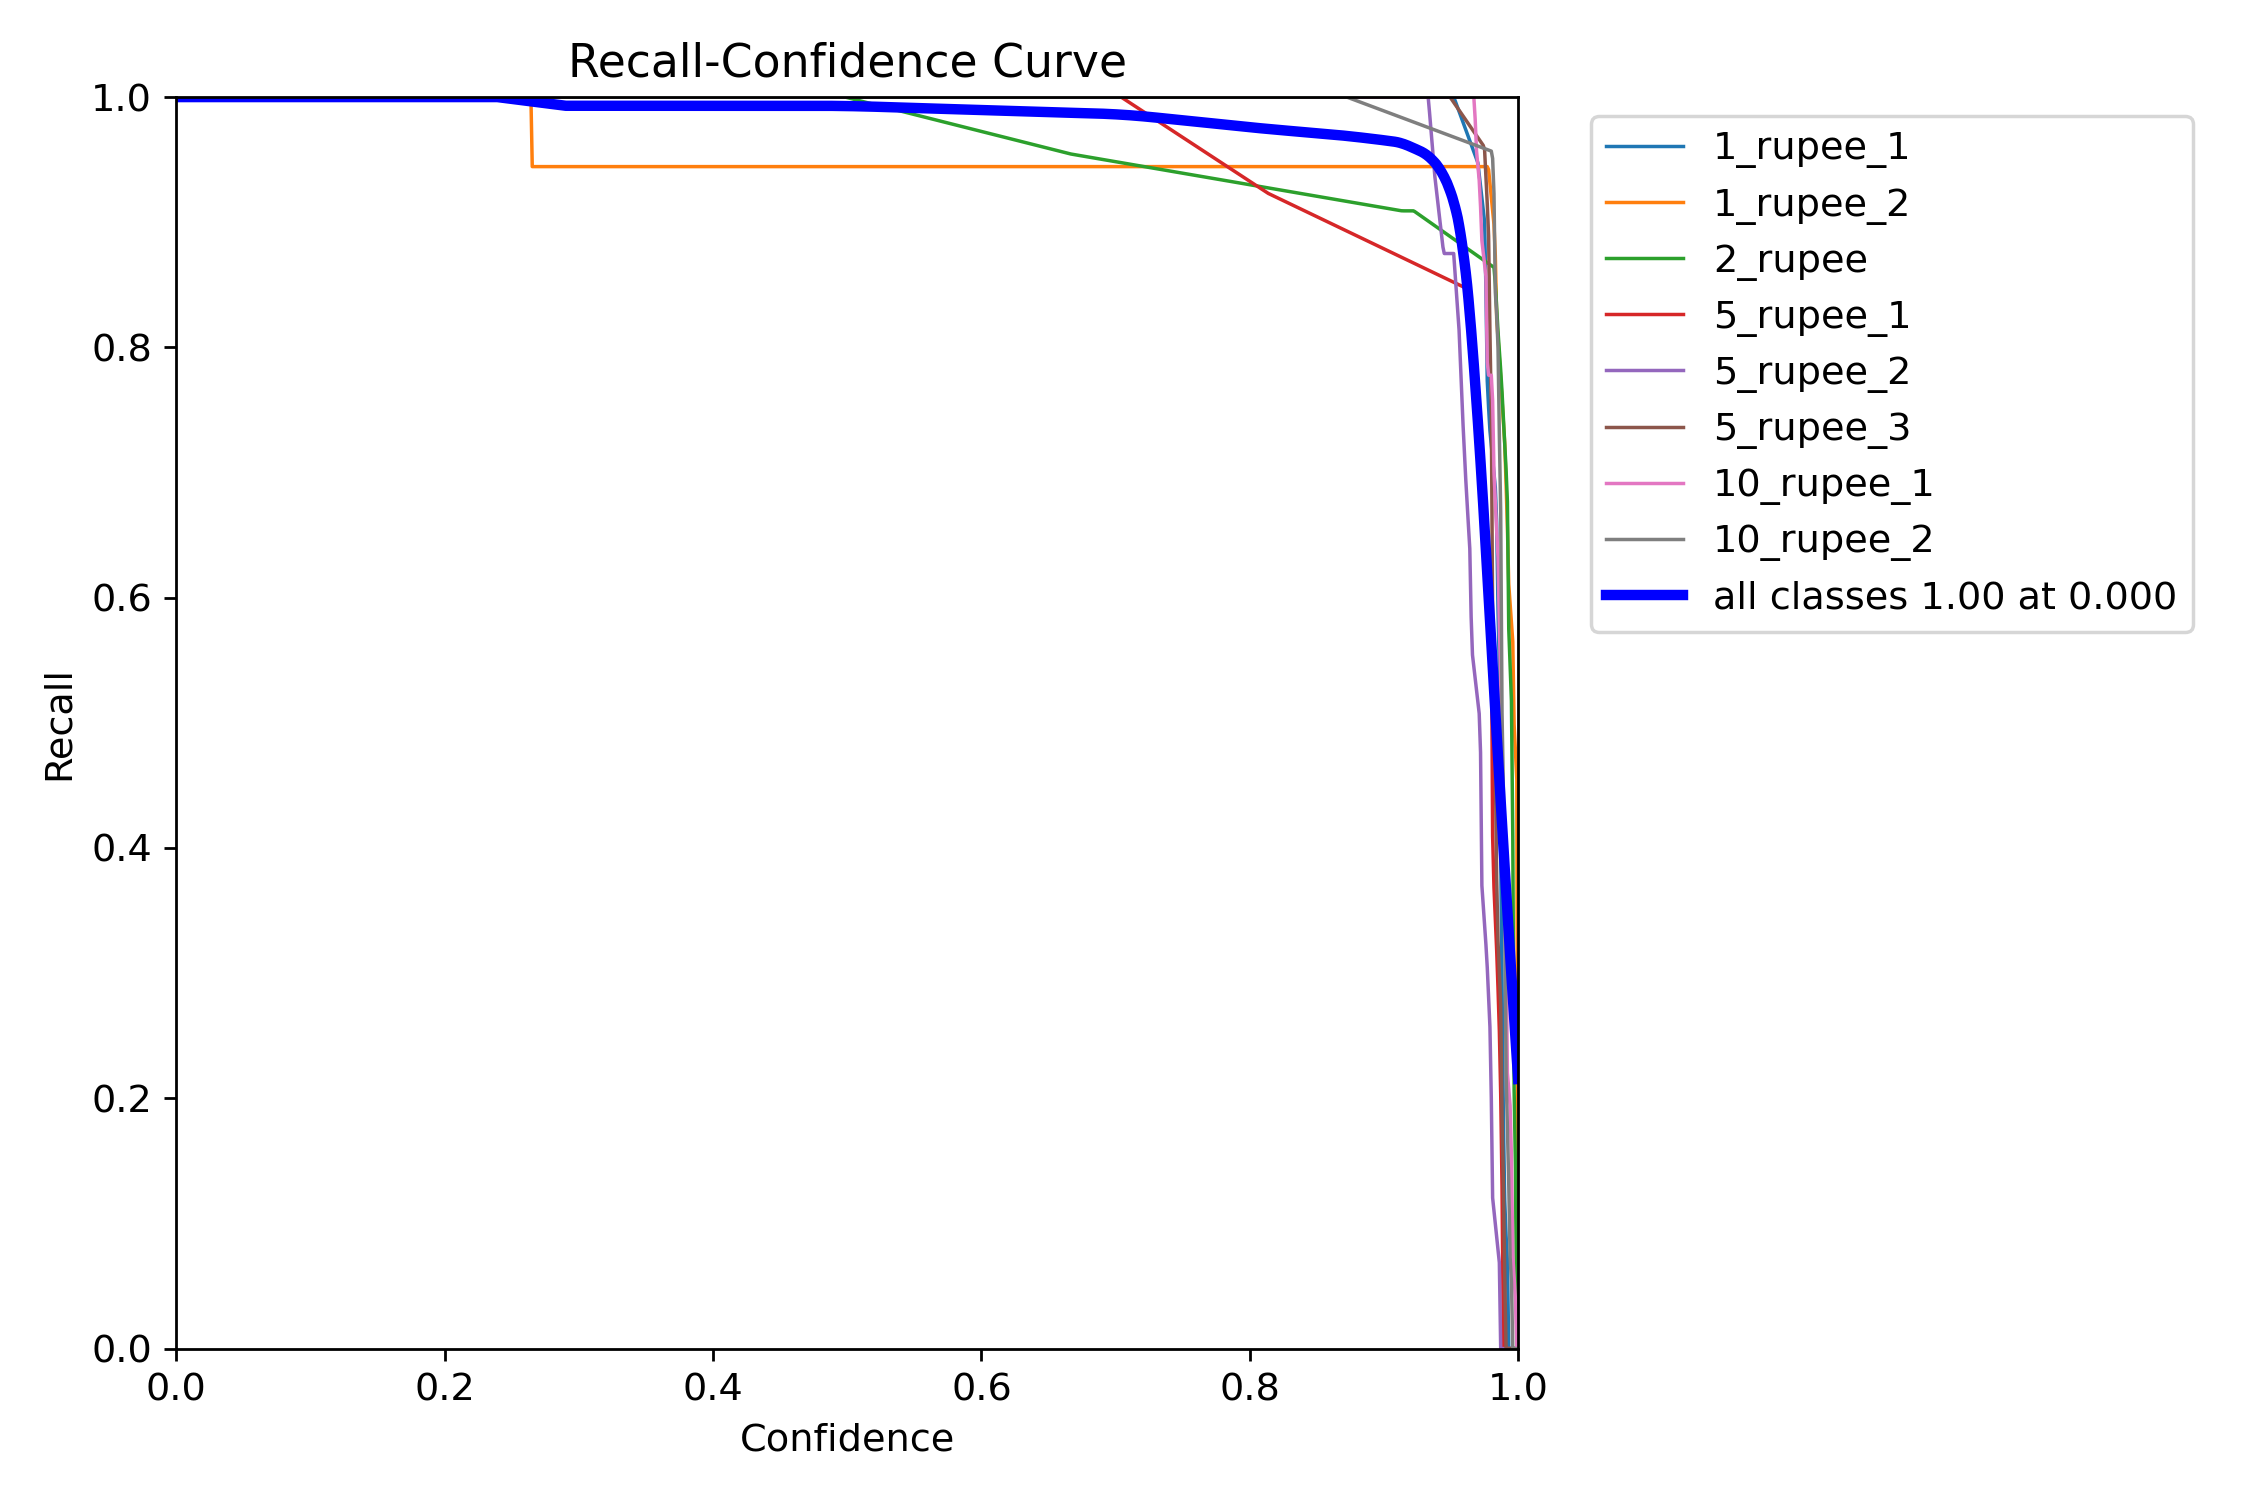 Recall-Confidence Curve
1.0
0.8
0.6
0.4
0.2
0.0
Recall
0.0 0.2 0.4 0.6 0.8 1.0
Confidence
1_rupee_1
1_rupee_2
2_rupee
5_rupee_1
5_rupee_2
5_rupee_3
10_rupee_1
10_rupee_2
all classes 1.00 at 0.000